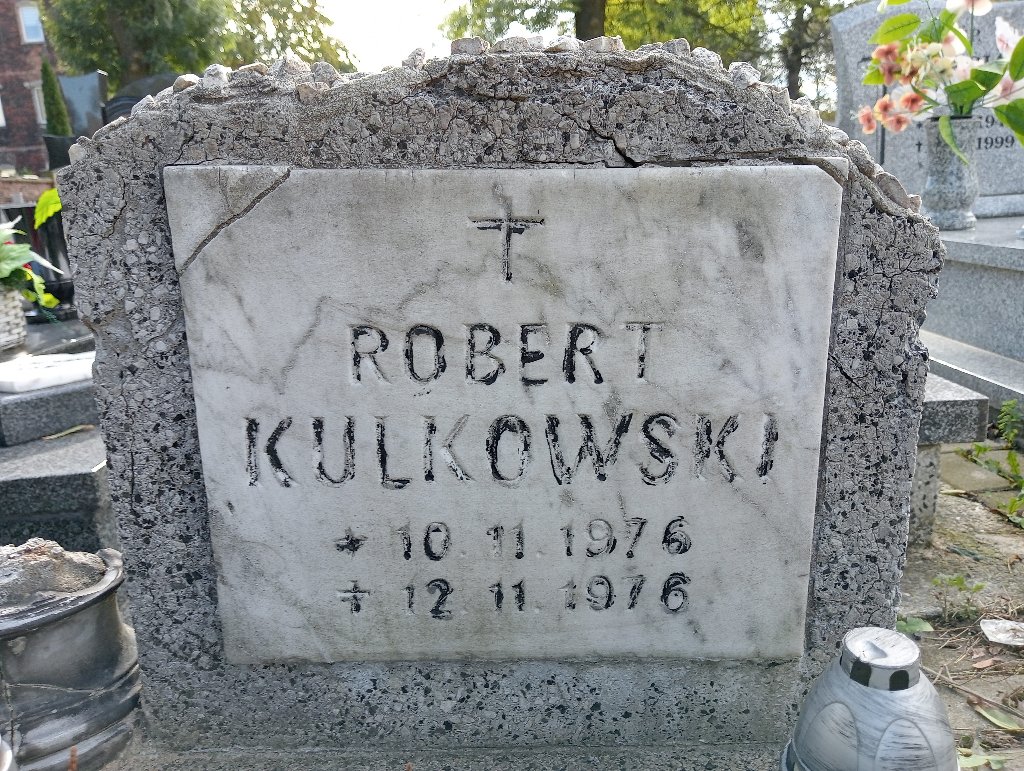 ROBERT
KULKOWSKI
* 10. 11. 1976
† 12. 11. 1976
1999